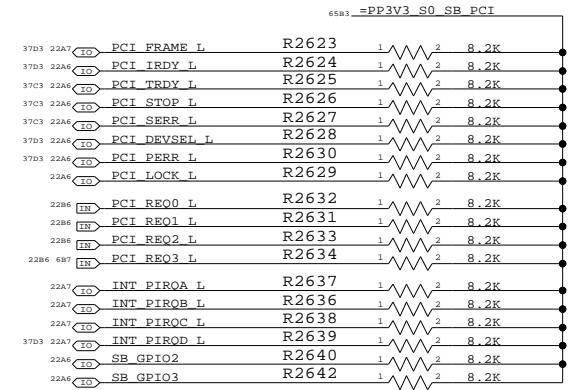 65B3 =PP3V3_S0_SB_PCI
37D3 22A7 IO PCI_FRAME_L R2623 1 2 8.2K
37D3 22A6 IO PCI_IRDY_L R2624 1 2 8.2K
37C3 22A6 IO PCI_TRDY_L R2625 1 2 8.2K
37C3 22A6 IO PCI_STOP_L R2626 1 2 8.2K
37C3 22A6 IO PCI_SERR_L R2627 1 2 8.2K
37D3 22A6 IO PCI_DEVSEL_L R2628 1 2 8.2K
37D3 22A6 IO PCI_PERR_L R2630 1 2 8.2K
22A6 IO PCI_LOCK_L R2629 1 2 8.2K
22B6 IN PCI_REQ0_L R2632 1 2 8.2K
22B6 IN PCI_REQ1_L R2631 1 2 8.2K
22B6 IN PCI_REQ2_L R2633 1 2 8.2K
22B6 6B7 IN PCI_REQ3_L R2634 1 2 8.2K
22A7 IO INT_PIRQA_L R2637 1 2 8.2K
22A7 IO INT_PIRQB_L R2636 1 2 8.2K
22A7 IO INT_PIRQC_L R2638 1 2 8.2K
37D3 22A7 IO INT_PIRQD_L R2639 1 2 8.2K
22A6 IO SB_GPIO2 R2640 1 2 8.2K
22A6 IO SB_GPIO3 R2642 1 2 8.2K